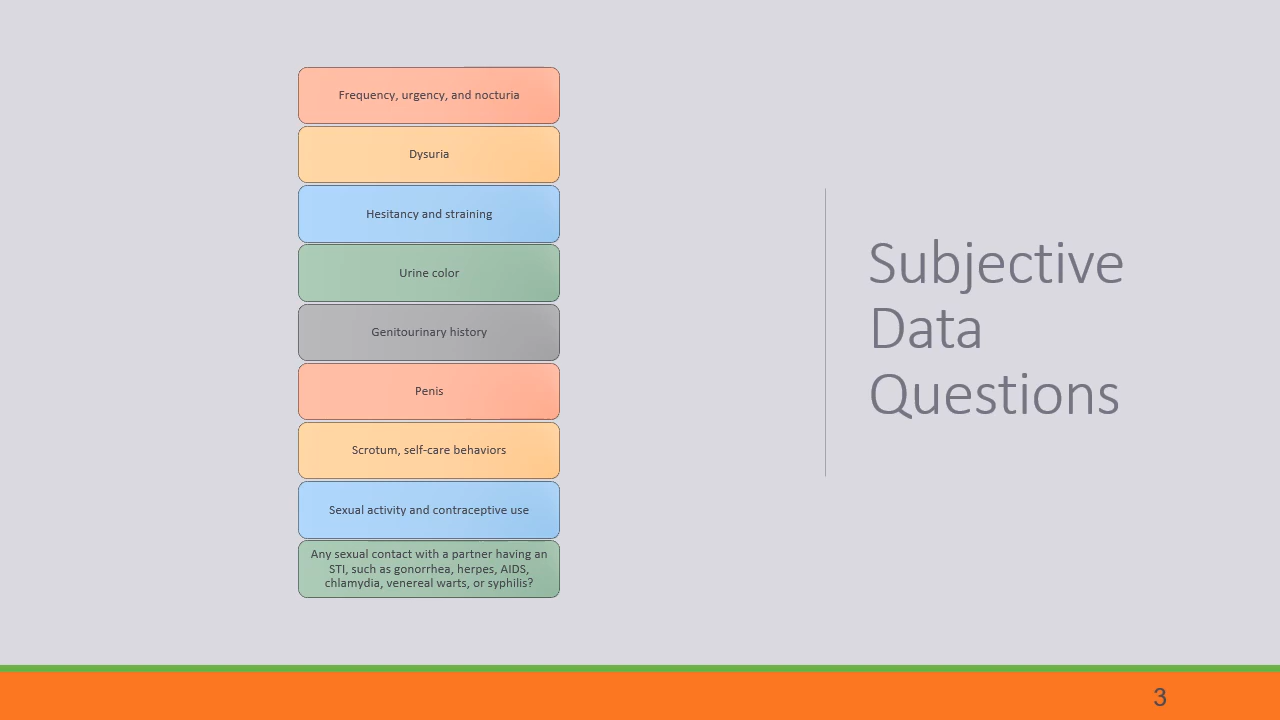 Frequency, urgency, and nocturia
Dysuria
Hesitancy and straining
Urine color
Genitourinary history
Penis
Scrotum, self-care behaviors
Sexual activity and contraceptive use
Any sexual contact with a partner having an
STI, such as gonorrhea, herpes, AIDS,
chlamydia, venereal warts, or syphilis?
Subjective
Data
Questions
3